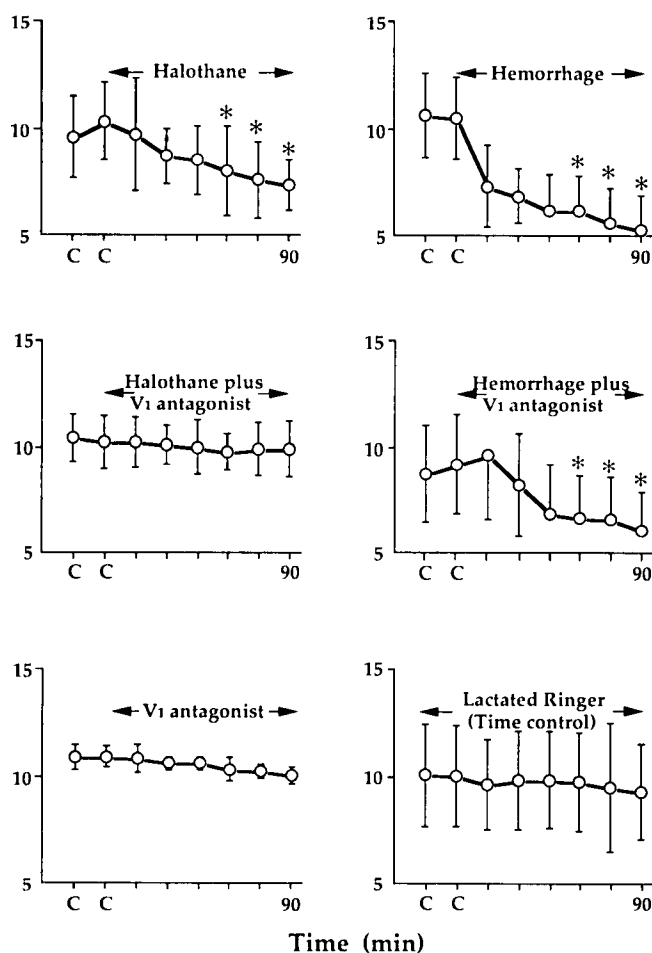 15
Halothane
10
* * *
5
C C 90
15
Hemorrhage
10
* * *
5
C C 90
15
Halothane plus
V1 antagonist
10
5
C C 90
15
Hemorrhage plus
V1 antagonist
10
* * *
5
C C 90
15
V1 antagonist
10
5
C C 90
15
Lactated Ringer
(Time control)
10
5
C C 90
Time (min)